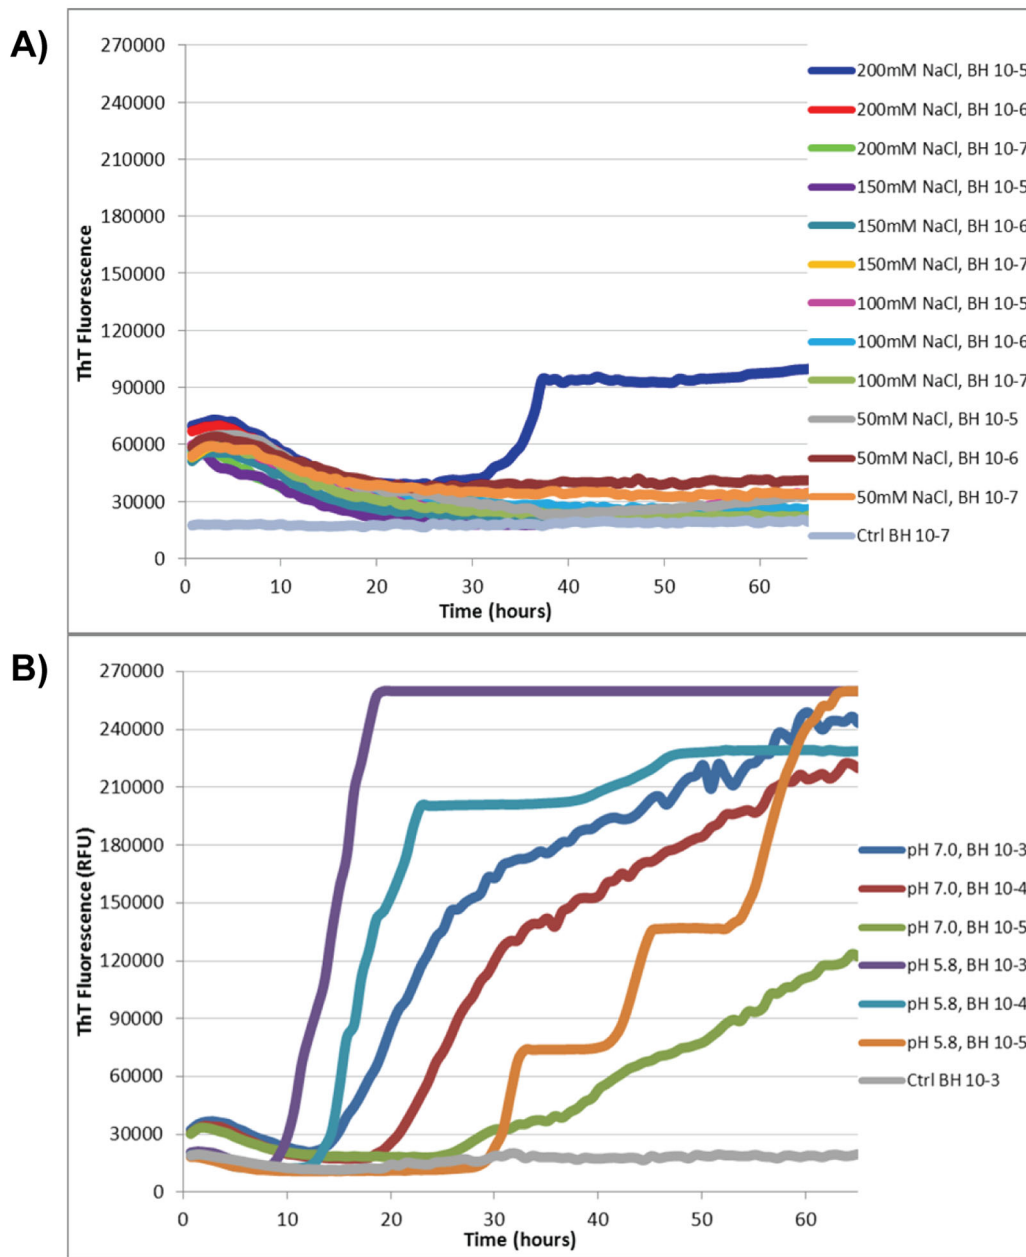 A)
270000
240000
210000
180000
150000
120000
90000
60000
30000
0
ThT Fluorescence
0 10 20 30 40 50 60
Time (hours)
200mM NaCl, BH 10-5
200mM NaCl, BH 10-6
200mM NaCl, BH 10-7
150mM NaCl, BH 10-5
150mM NaCl, BH 10-6
150mM NaCl, BH 10-7
100mM NaCl, BH 10-5
100mM NaCl, BH 10-6
100mM NaCl, BH 10-7
50mM NaCl, BH 10-5
50mM NaCl, BH 10-6
50mM NaCl, BH 10-7
Ctrl BH 10-7
B)
270000
240000
210000
180000
150000
120000
90000
60000
30000
0
ThT Fluorescence (RFU)
0 10 20 30 40 50 60
Time (hours)
pH 7.0, BH 10-3
pH 7.0, BH 10-4
pH 7.0, BH 10-5
pH 5.8, BH 10-3
pH 5.8, BH 10-4
pH 5.8, BH 10-5
Ctrl BH 10-3